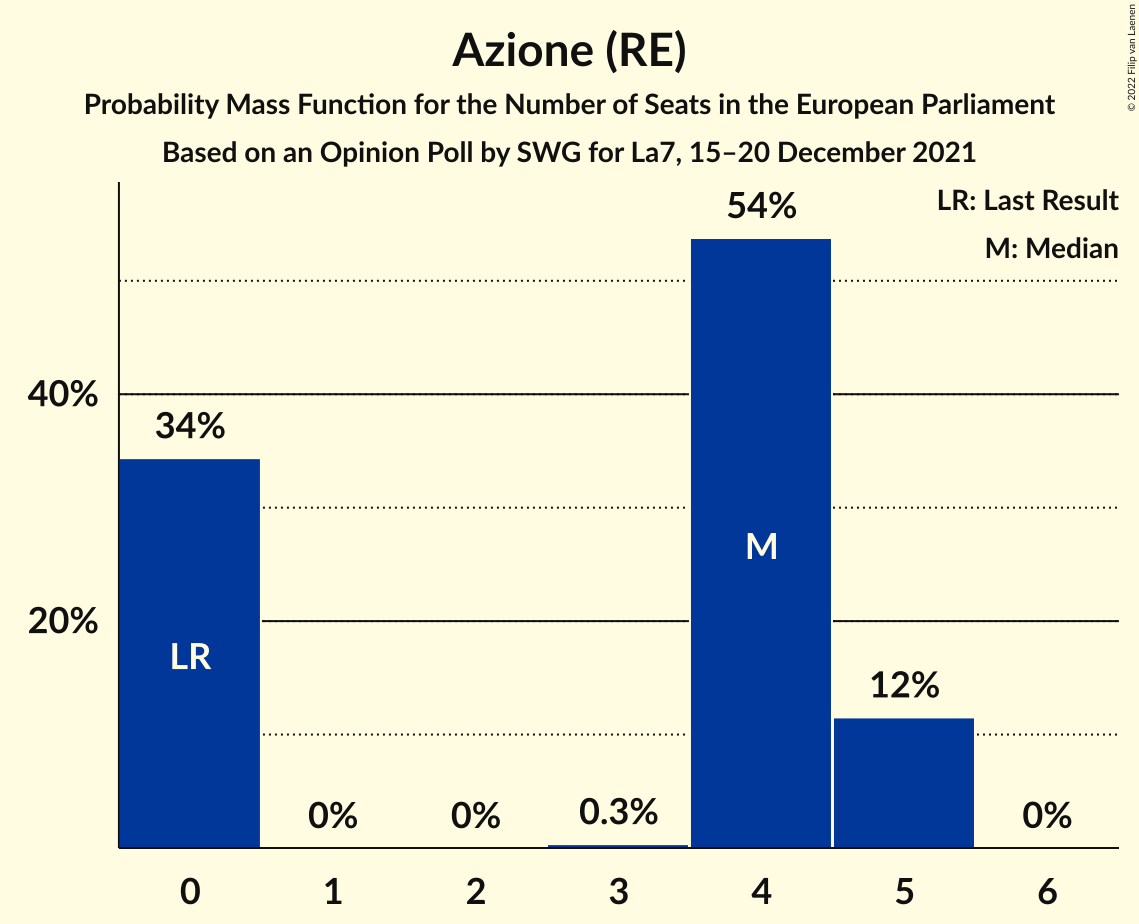 Azione (RE)
Probability Mass Function for the Number of Seats in the European Parliament
Based on an Opinion Poll by SWG for La7, 15–20 December 2021
© 2022 Filip van Laenen
LR: Last Result
M: Median
54%
40%
34%
M
20%
LR
12%
0%
0%
0.3%
0%
0
1
2
3
4
5
6